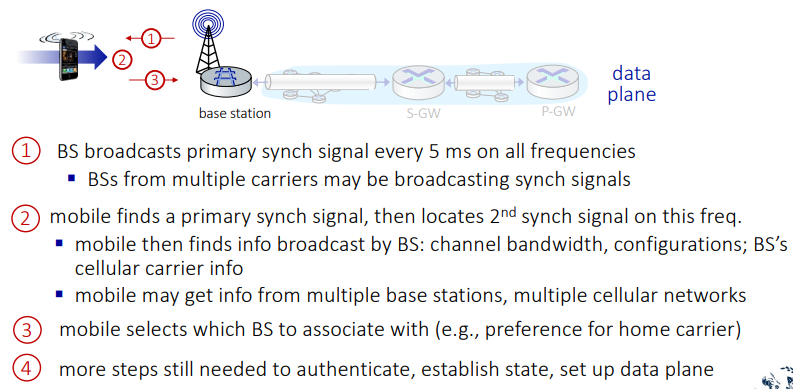 1
2
3
base station
S-GW
P-GW
data
plane
1 BS broadcasts primary synch signal every 5 ms on all frequencies
▪ BSs from multiple carriers may be broadcasting synch signals
2 mobile finds a primary synch signal, then locates 2nd synch signal on this freq.
▪ mobile then finds info broadcast by BS: channel bandwidth, configurations; BS’s
cellular carrier info
▪ mobile may get info from multiple base stations, multiple cellular networks
3 mobile selects which BS to associate with (e.g., preference for home carrier)
4 more steps still needed to authenticate, establish state, set up data plane